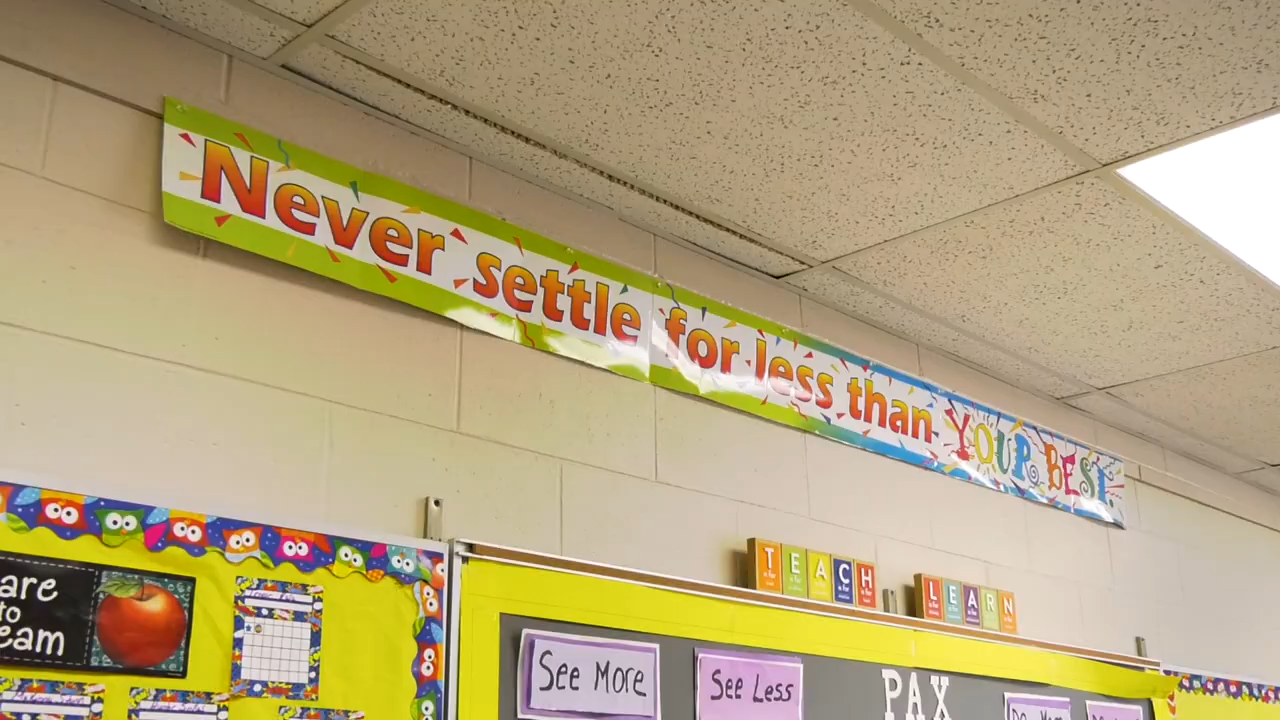 Never settle for less than YOUR BEST.
TEACH
LEARN
are
to
eam
See More
See Less
PAX